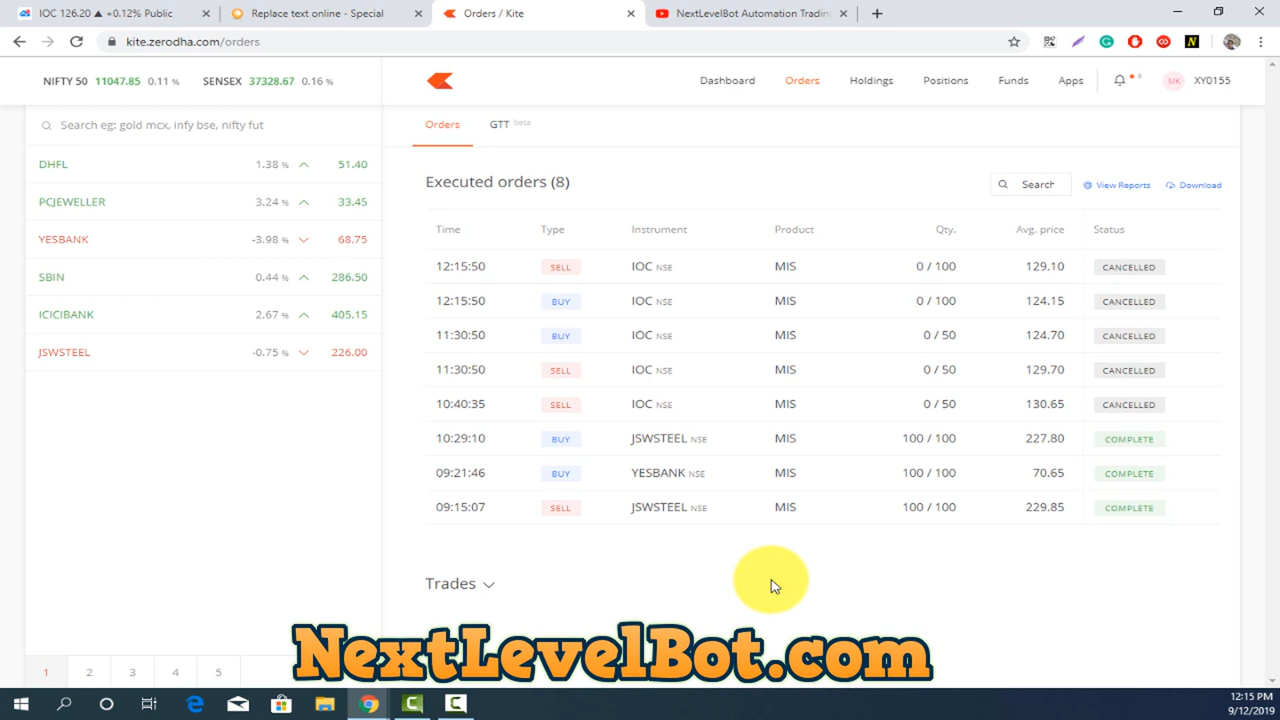 IOC 126.20 ▲ +0.12% Public
Replace text online - Special
Orders / Kite
NextLevelBot Automation Trading
kite.zerodha.com/orders
NIFTY 50 11047.85 0.11 % SENSEX 37328.67 0.16 %
Dashboard Orders Holdings Positions Funds Apps MK XY0155
Search eg: gold mcx, infy bse, nifty fut
DHFL 1.38 % 51.40
PCJEWELLER 3.24 % 33.45
YESBANK -3.98 % 68.75
SBIN 0.44 % 286.50
ICICIBANK 2.67 % 405.15
JSWSTEEL -0.75 % 226.00
1 2 3 4 5
Orders GTT beta
Executed orders (8) Search View Reports Download
Time Type Instrument Product Qty. Avg. price Status
12:15:50 SELL IOC NSE MIS 0 / 100 129.10 CANCELLED
12:15:50 BUY IOC NSE MIS 0 / 100 124.15 CANCELLED
11:30:50 BUY IOC NSE MIS 0 / 50 124.70 CANCELLED
11:30:50 SELL IOC NSE MIS 0 / 50 129.70 CANCELLED
10:40:35 SELL IOC NSE MIS 0 / 50 130.65 CANCELLED
10:29:10 BUY JSWSTEEL NSE MIS 100 / 100 227.80 COMPLETE
09:21:46 BUY YESBANK NSE MIS 100 / 100 70.65 COMPLETE
09:15:07 SELL JSWSTEEL NSE MIS 100 / 100 229.85 COMPLETE
Trades
NextLevelBot.com
12:15 PM
9/12/2019